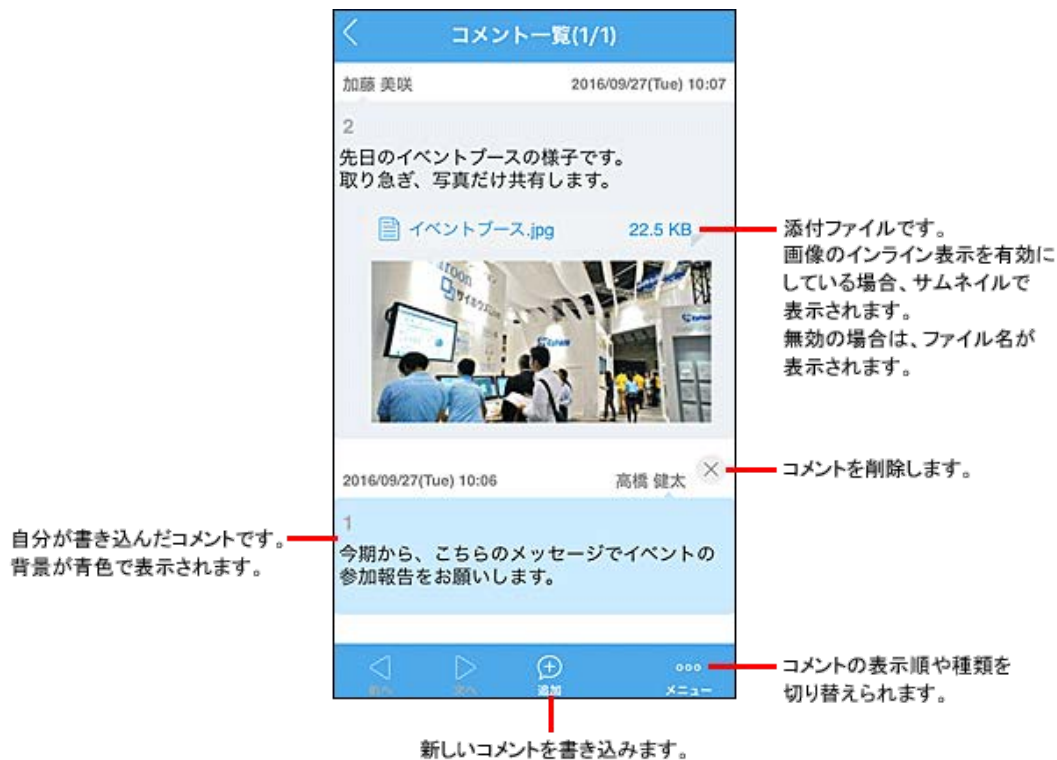 コメント一覧(1/1)
加藤 美咲
2016/09/27(Tue) 10:07
2
先日のイベントブースの様子です。
取り急ぎ、写真だけ共有します。
イベントブース.jpg
22.5 KB
添付ファイルです。
画像のインライン表示を有効に
している場合、サムネイルで
表示されます。
無効の場合は、ファイル名が
表示されます。
サイボウズ
2016/09/27(Tue) 10:06
高橋 健太
コメントを削除します。
1
今期から、こちらのメッセージでイベントの
参加報告をお願いします。
自分が書き込んだコメントです。
背景が青色で表示されます。
前へ
次へ
追加
メニュー
コメントの表示順や種類を
切り替えられます。
新しいコメントを書き込みます。